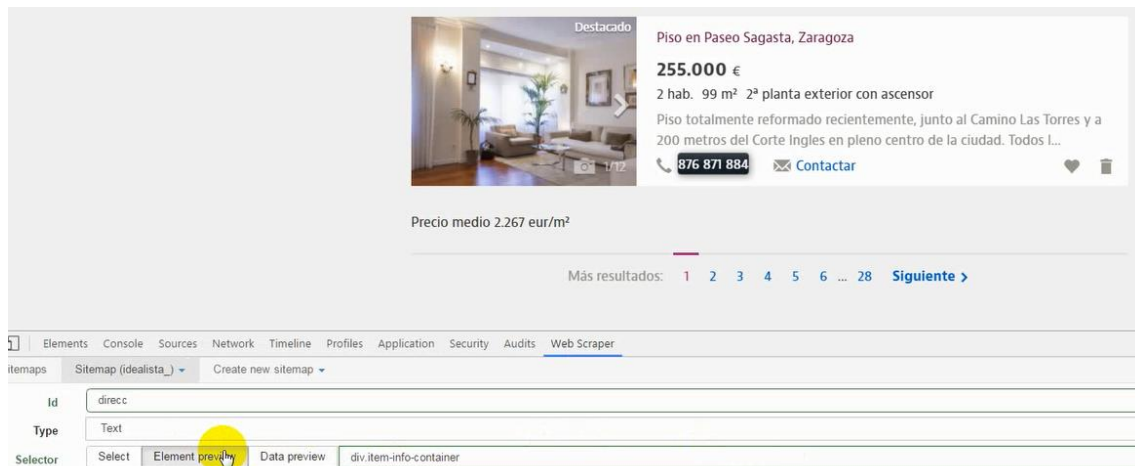 Destacado
Piso en Paseo Sagasta, Zaragoza
255.000 €
2 hab. 99 m² 2ª planta exterior con ascensor
Piso totalmente reformado recientemente, junto al Camino Las Torres y a
200 metros del Corte Ingles en pleno centro de la ciudad. Todos l...
1/12
876 871 884 Contactar
Precio medio 2.267 eur/m²
Más resultados: 1 2 3 4 5 6 ... 28 Siguiente >
Elements Console Sources Network Timeline Profiles Application Security Audits Web Scraper
itemaps Sitemap (idealista_) Create new sitemap
Id direcc
Type Text
Selector Select Element preview Data preview div.item-info-container